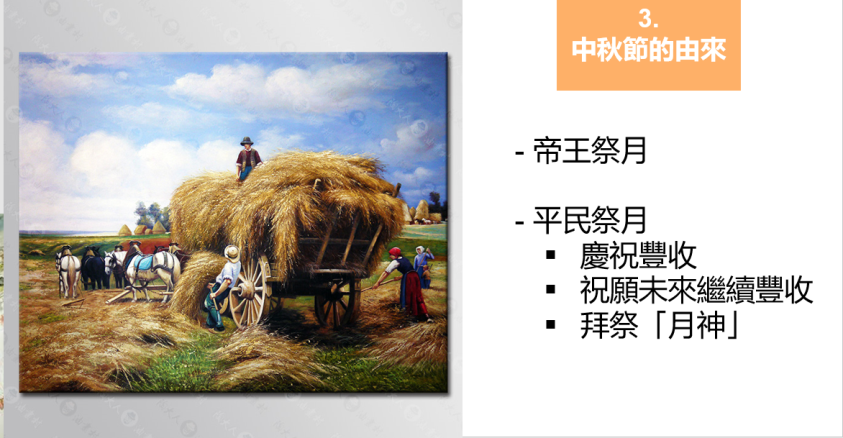 3.
中秋節的由來
- 帝王祭月
- 平民祭月
▪ 慶祝豐收
▪ 祝願未來繼續豐收
▪ 拜祭「月神」